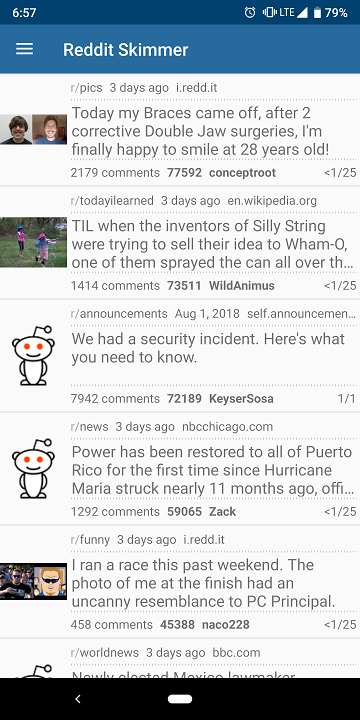 6:57 LTE 79%
Reddit Skimmer
r/pics 3 days ago i.redd.it
Today my Braces came off, after 2
corrective Double Jaw surgeries, I'm
finally happy to smile at 28 years old!
2179 comments 77592 conceptroot <1/25
r/todayilearned 3 days ago en.wikipedia.org
TIL when the inventors of Silly String
were trying to sell their idea to Wham-O,
one of them sprayed the can all over th...
1414 comments 73511 WildAnimus <1/25
r/announcements Aug 1, 2018 self.announcemen...
We had a security incident. Here's what
you need to know.
7942 comments 72189 KeyserSosa 1/1
r/news 3 days ago nbcchicago.com
Power has been restored to all of Puerto
Rico for the first time since Hurricane
Maria struck nearly 11 months ago, offi...
1292 comments 59065 Zack <1/25
r/funny 3 days ago i.redd.it
I ran a race this past weekend. The
photo of me at the finish had an
uncanny resemblance to PC Principal.
458 comments 45388 naco228 <1/25
r/worldnews 3 days ago bbc.com
Newly elected Mexico lawmaker